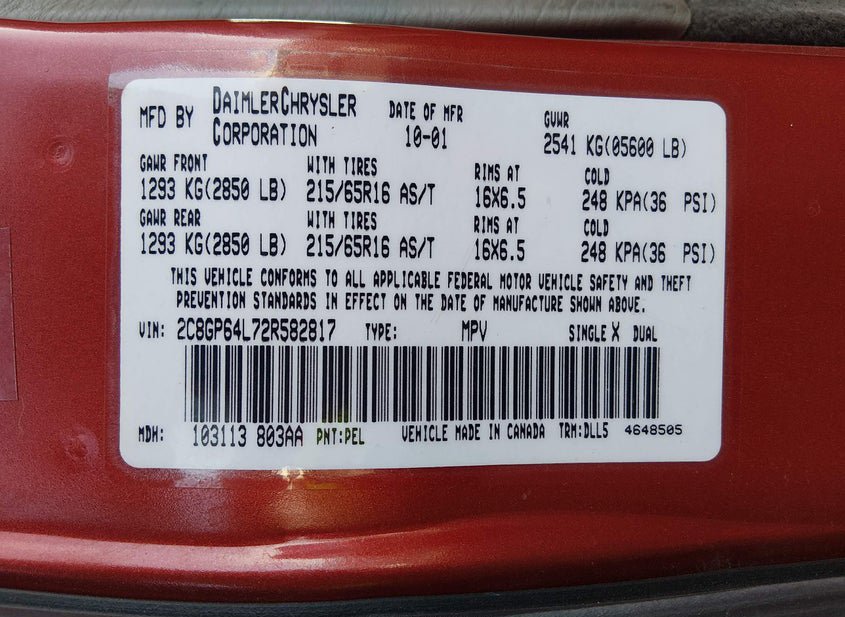 MFD BY DAIMLERCHRYSLER CORPORATION DATE OF MFR 10-01 GVWR 2541 KG(05600 LB)
GAWR FRONT WITH TIRES RIMS AT COLD
1293 KG(2850 LB) 215/65R16 AS/T 16X6.5 248 KPA(36 PSI)
GAWR REAR WITH TIRES RIMS AT COLD
1293 KG(2850 LB) 215/65R16 AS/T 16X6.5 248 KPA(36 PSI)
THIS VEHICLE CONFORMS TO ALL APPLICABLE FEDERAL MOTOR VEHICLE SAFETY AND THEFT
PREVENTION STANDARDS IN EFFECT ON THE DATE OF MANUFACTURE SHOWN ABOVE.
VIN: 2C8GP64L72R582817 TYPE: MPV SINGLE X DUAL
MDH: 103113 803AA PNT:PEL VEHICLE MADE IN CANADA TRM:DLL5 4648505